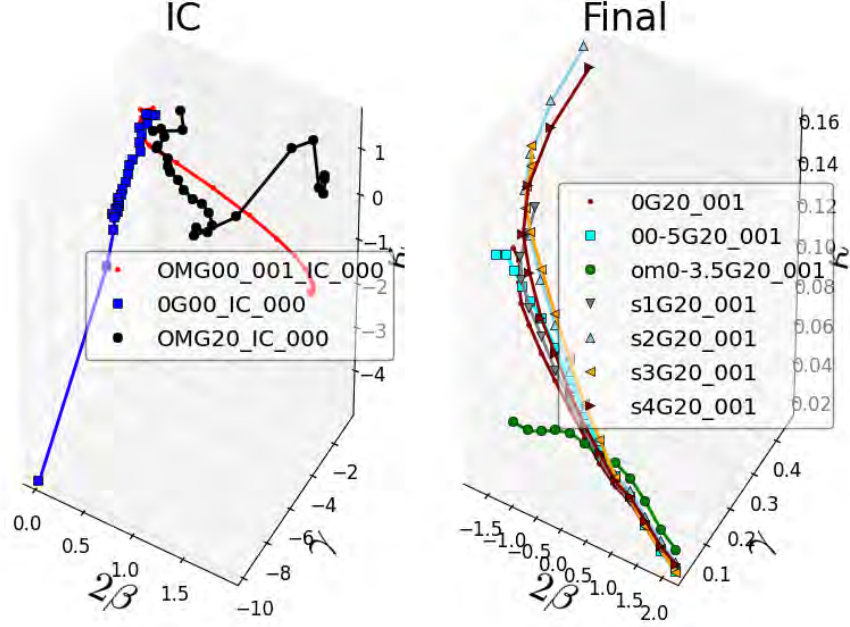 IC
1
0
−1
−2
−3
−4
κ
OMG00_001_IC_000
0G00_IC_000
OMG20_IC_000
0.0
0.5
1.0
1.5
2β
−2
−4
−6
−8
−10
γ
Final
0.16
0.14
0.12
0.10
0.08
0.06
0.04
0.02
κ
0G20_001
00-5G20_001
om0-3.5G20_001
s1G20_001
s2G20_001
s3G20_001
s4G20_001
−1.5
−1.0
−0.5
0.0
0.5
1.0
1.5
2.0
2β
0.4
0.3
0.2
0.1
γ